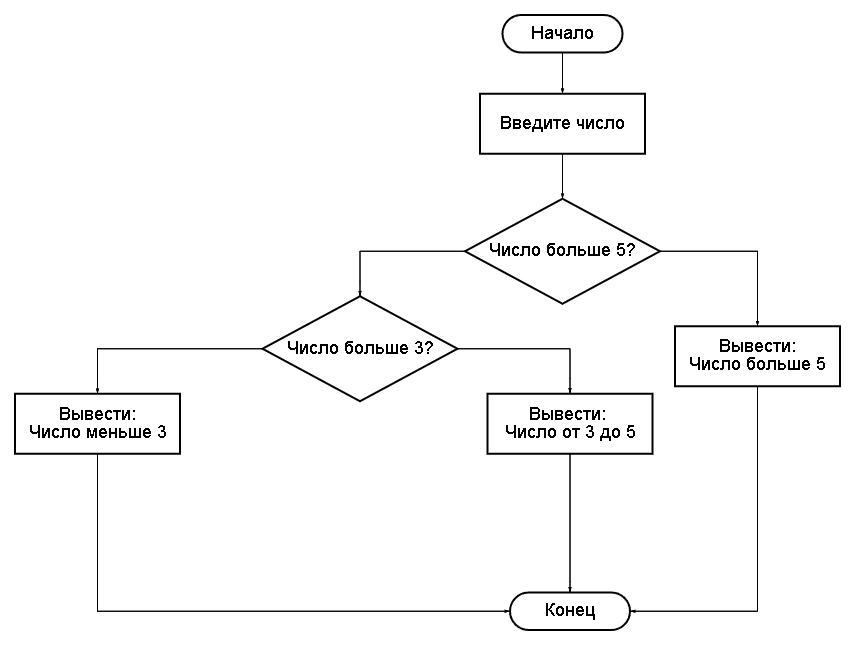 Начало
Введите число
Число больше 5?
Число больше 3?
Вывести:
Число больше 5
Вывести:
Число меньше 3
Вывести:
Число от 3 до 5
Конец